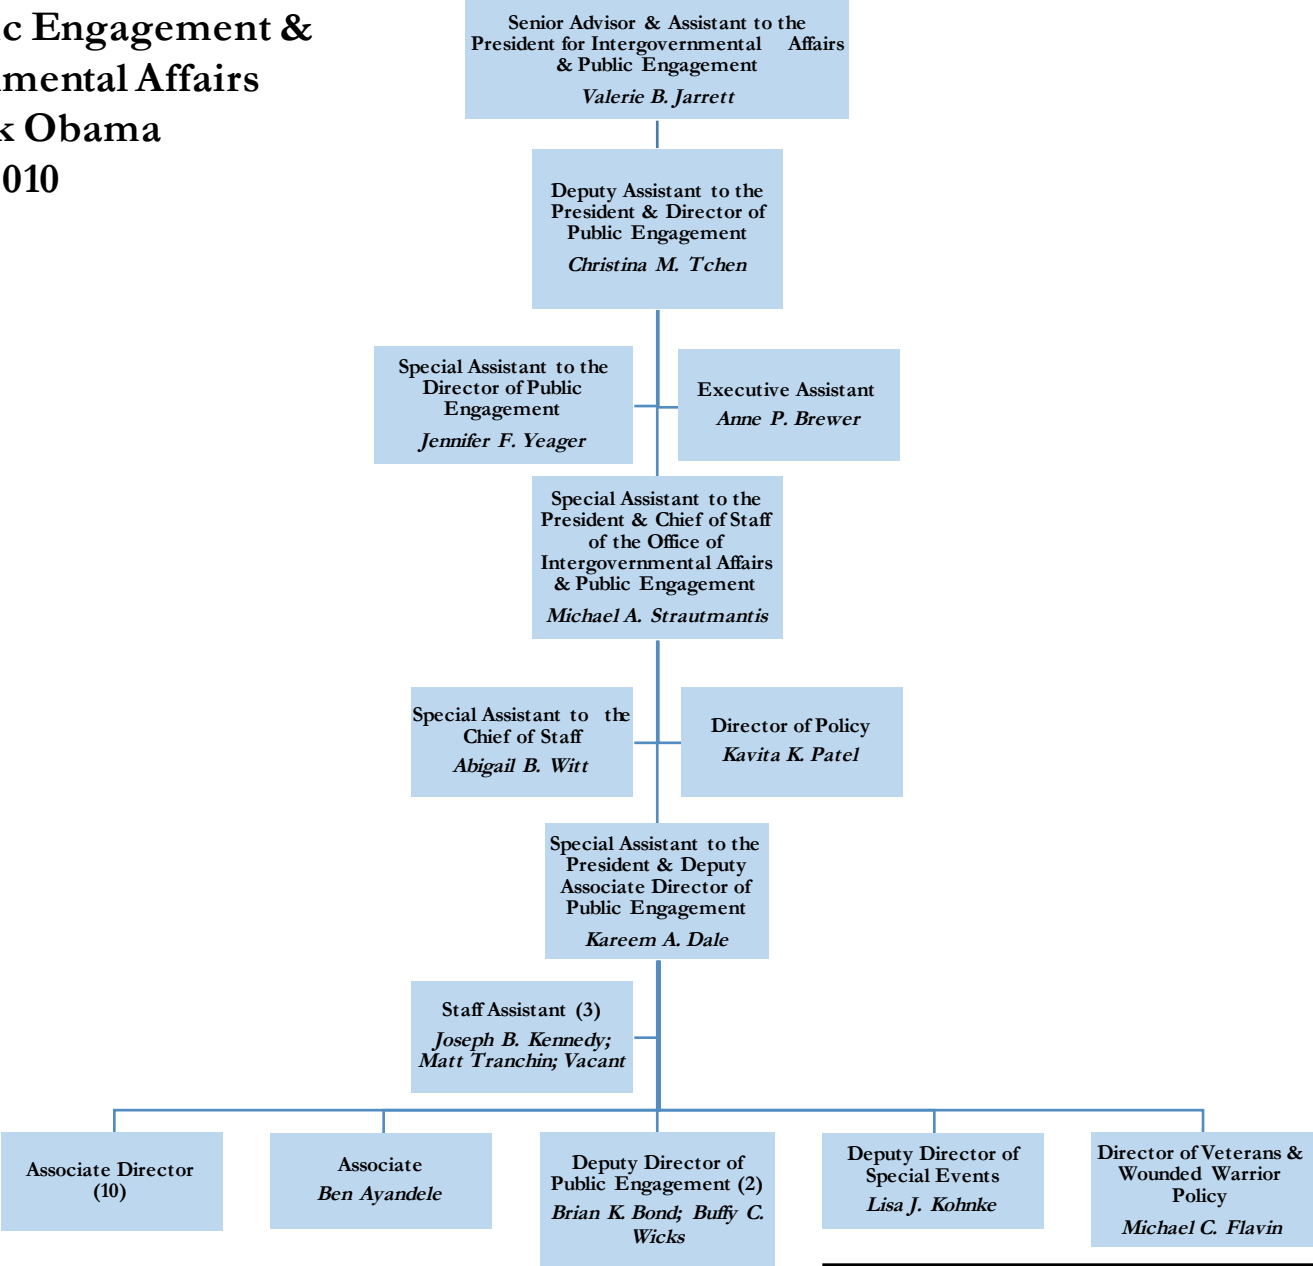 ic Engagement &
nmental Affairs
k Obama
010
Senior Advisor & Assistant to the
President for Intergovernmental Affairs
& Public Engagement
Valerie B. Jarrett
Deputy Assistant to the
President & Director of
Public Engagement
Christina M. Tchen
Special Assistant to the
Director of Public
Engagement
Jennifer F. Yeager
Executive Assistant
Anne P. Brewer
Special Assistant to the
President & Chief of Staff
of the Office of
Intergovernmental Affairs
& Public Engagement
Michael A. Strautmantis
Special Assistant to the
Chief of Staff
Abigail B. Witt
Director of Policy
Kavita K. Patel
Special Assistant to the
President & Deputy
Associate Director of
Public Engagement
Kareem A. Dale
Staff Assistant (3)
Joseph B. Kennedy;
Matt Tranchin; Vacant
Associate Director
(10)
Associate
Ben Ayandele
Deputy Director of
Public Engagement (2)
Brian K. Bond; Buffy C.
Wicks
Deputy Director of
Special Events
Lisa J. Kohnke
Director of Veterans &
Wounded Warrior
Policy
Michael C. Flavin